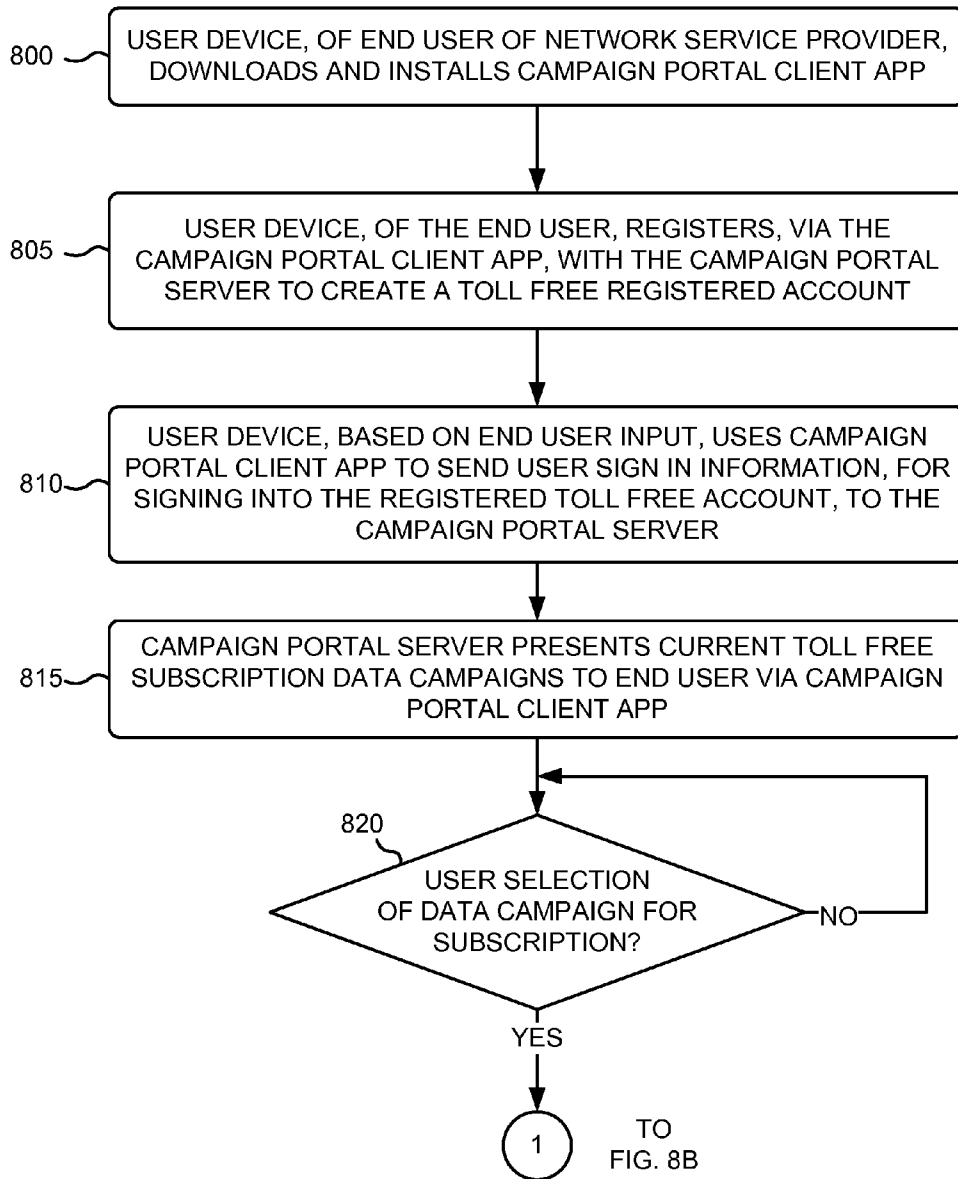 800
USER DEVICE, OF END USER OF NETWORK SERVICE PROVIDER,
DOWNLOADS AND INSTALLS CAMPAIGN PORTAL CLIENT APP
805
USER DEVICE, OF THE END USER, REGISTERS, VIA THE
CAMPAIGN PORTAL CLIENT APP, WITH THE CAMPAIGN PORTAL
SERVER TO CREATE A TOLL FREE REGISTERED ACCOUNT
810
USER DEVICE, BASED ON END USER INPUT, USES CAMPAIGN
PORTAL CLIENT APP TO SEND USER SIGN IN INFORMATION, FOR
SIGNING INTO THE REGISTERED TOLL FREE ACCOUNT, TO THE
CAMPAIGN PORTAL SERVER
815
CAMPAIGN PORTAL SERVER PRESENTS CURRENT TOLL FREE
SUBSCRIPTION DATA CAMPAIGNS TO END USER VIA CAMPAIGN
PORTAL CLIENT APP
820
USER SELECTION
OF DATA CAMPAIGN FOR
SUBSCRIPTION?
NO
YES
1
TO
FIG. 8B